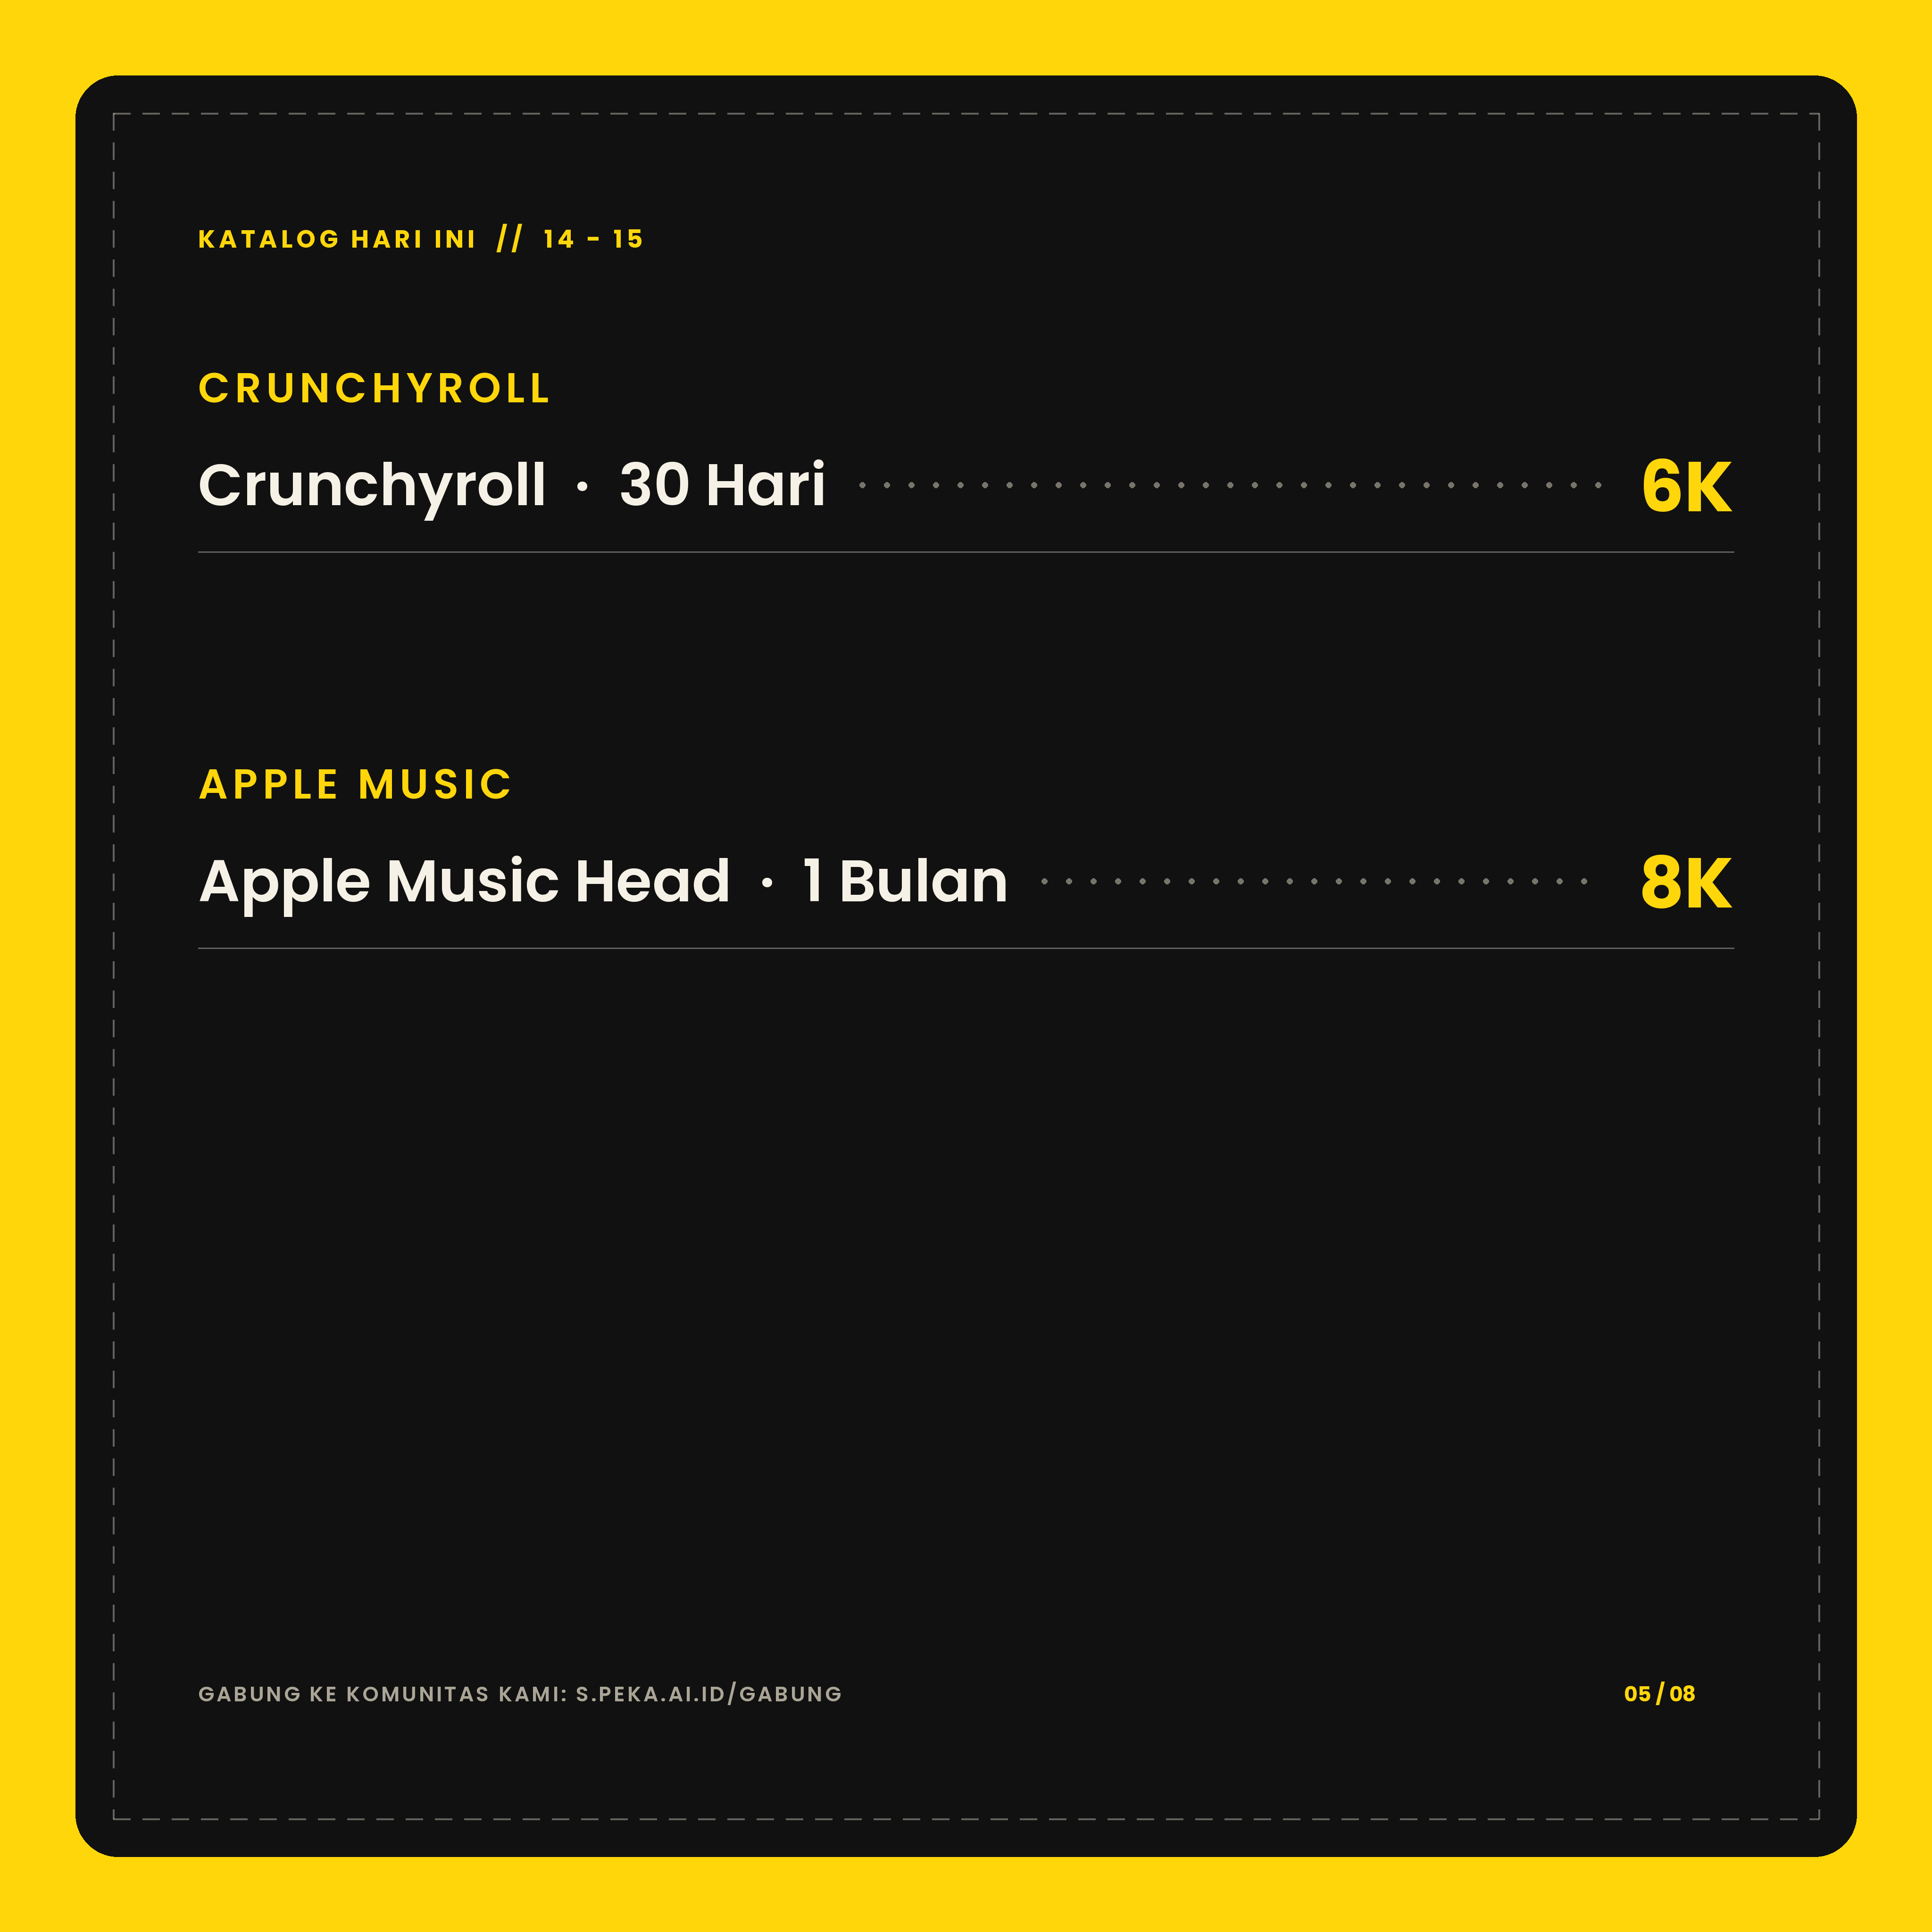 KATALOG HARI INI // 14 - 15
CRUNCHYROLL
Crunchyroll · 30 Hari 6K
APPLE MUSIC
Apple Music Head · 1 Bulan 8K
GABUNG KE KOMUNITAS KAMI: S.PEKA.AI.ID/GABUNG 05 / 08